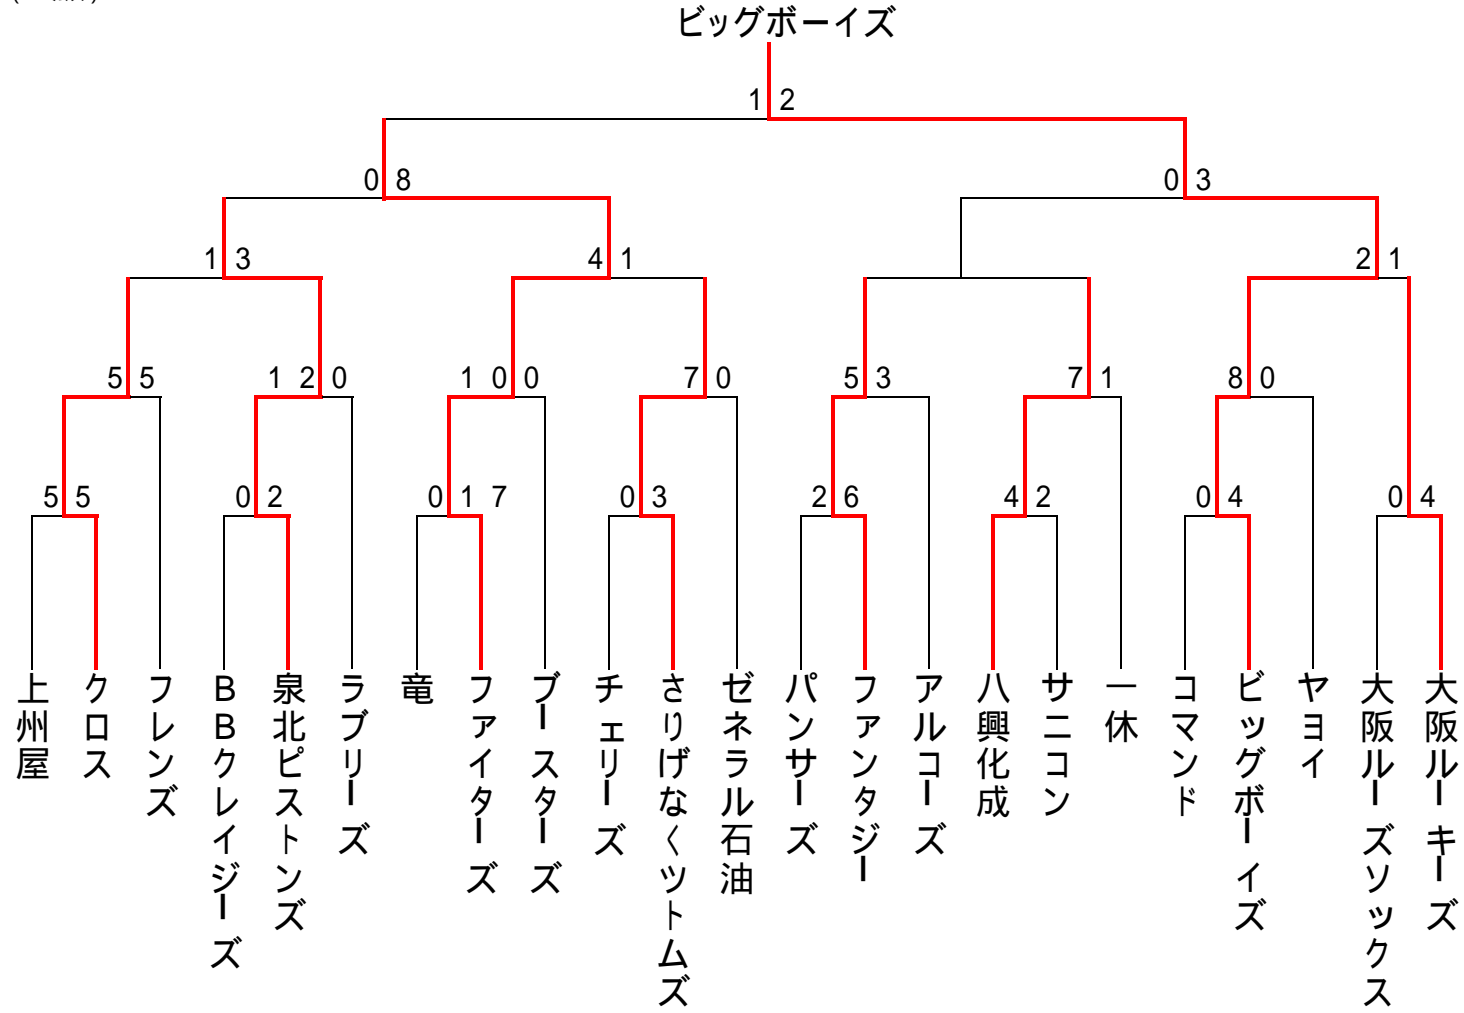 ビッグボーイズ
1 2
0 8
0 3
1 3
4 1
2 1
5 5
1 2 0
1 0 0
7 0
5 3
7 1
8 0
5 5
0 2
0 1 7
0 3
2 6
4 2
0 4
0 4
上州屋
クロス
フレンズ
BBクレイジーズ
泉北ピストンズ
ラブリーズ
竜
ファイターズ
ブースターズ
チェリーズ
さりげなくツトムズ
ゼネラル石油
パンサーズ
ファンタジー
アルコーズ
八興化成
サニコン
一休
コマンド
ビッグボーイズ
ヤヨイ
大阪ルーズソックス
大阪ルーキーズ